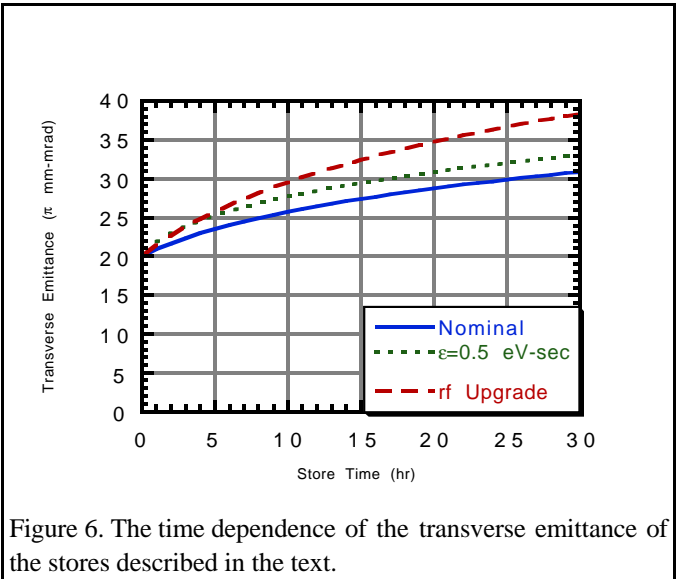 40
35
30
25
20
15
10
5
0
Transverse Emittance (π mm-mrad)
Nominal
ε=0.5 eV-sec
rf Upgrade
0 5 10 15 20 25 30
Store Time (hr)
Figure 6. The time dependence of the transverse emittance of
the stores described in the text.